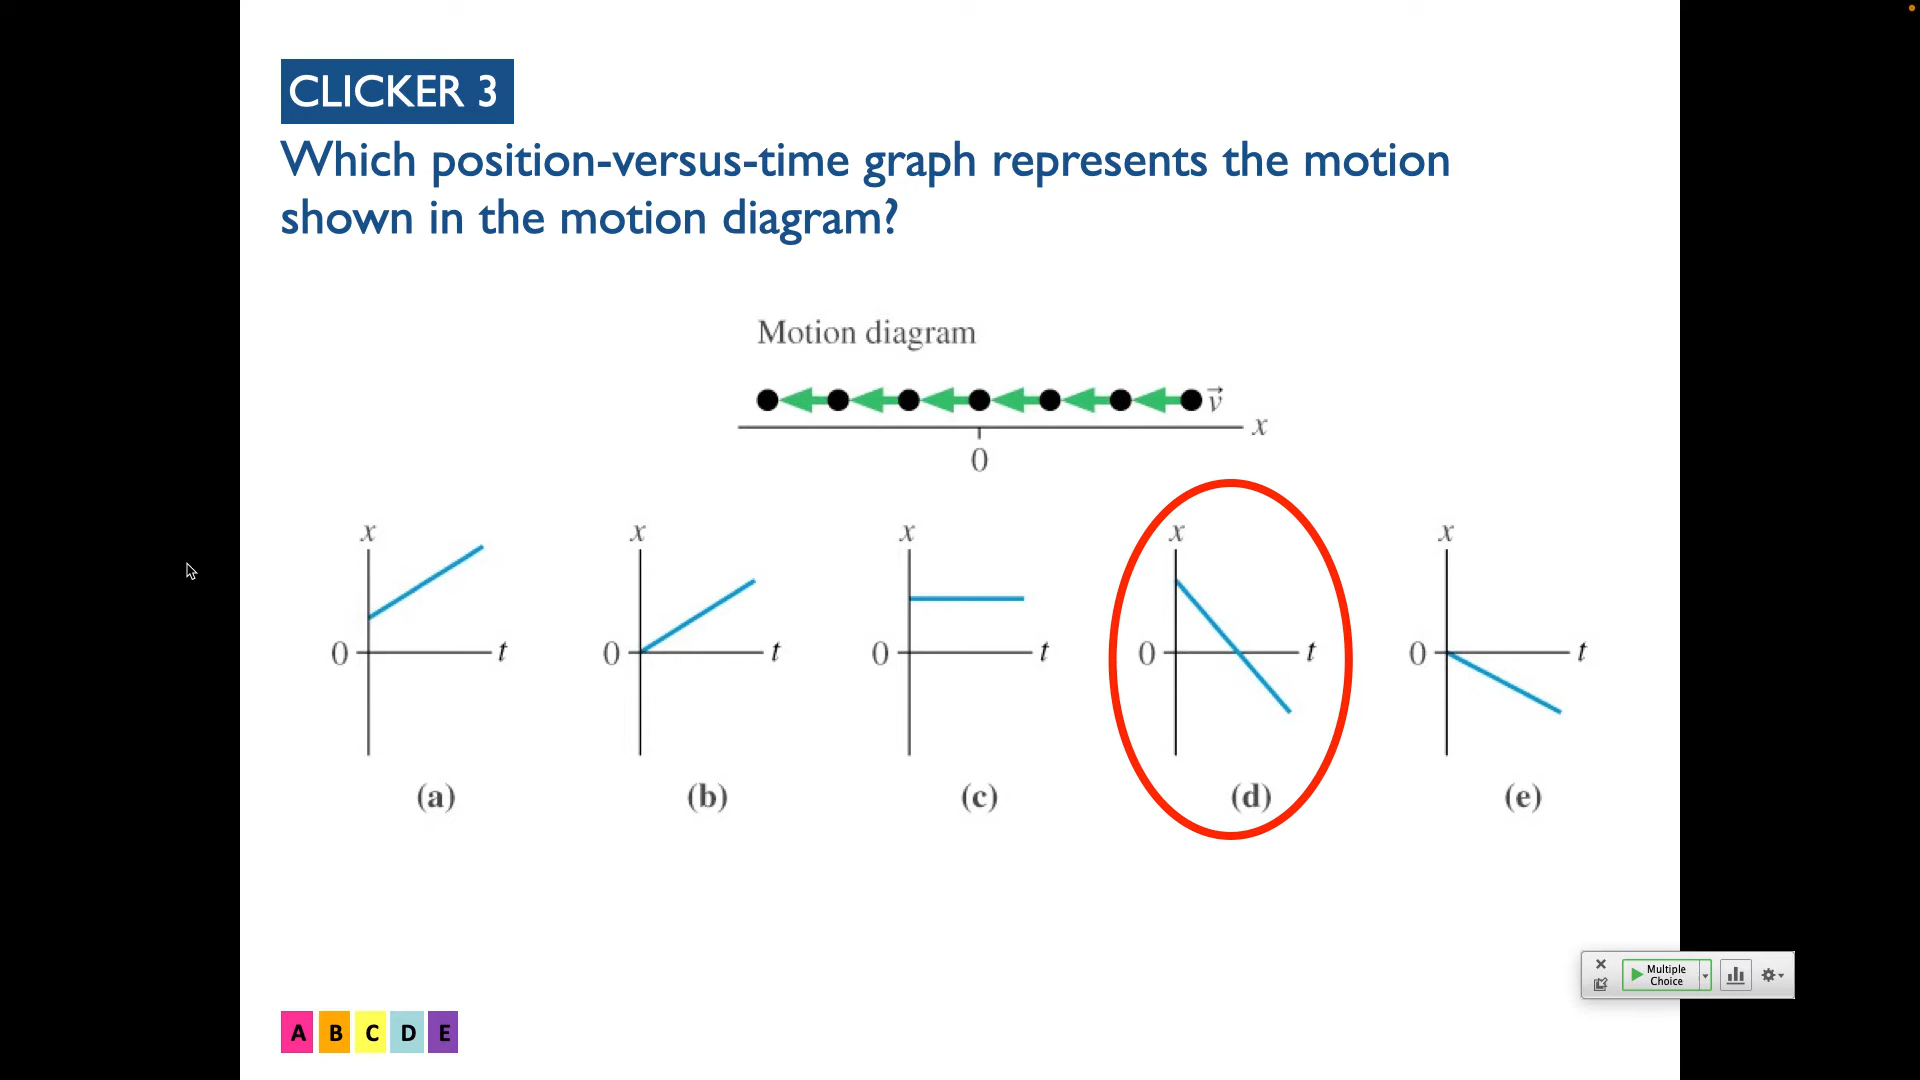 CLICKER 3
Which position-versus-time graph represents the motion
shown in the motion diagram?
Motion diagram
v⃗
x
0
x x x x x
0 t 0 t 0 t 0 t 0 t
(a) (b) (c) (d) (e)
Multiple
Choice
A B C D E